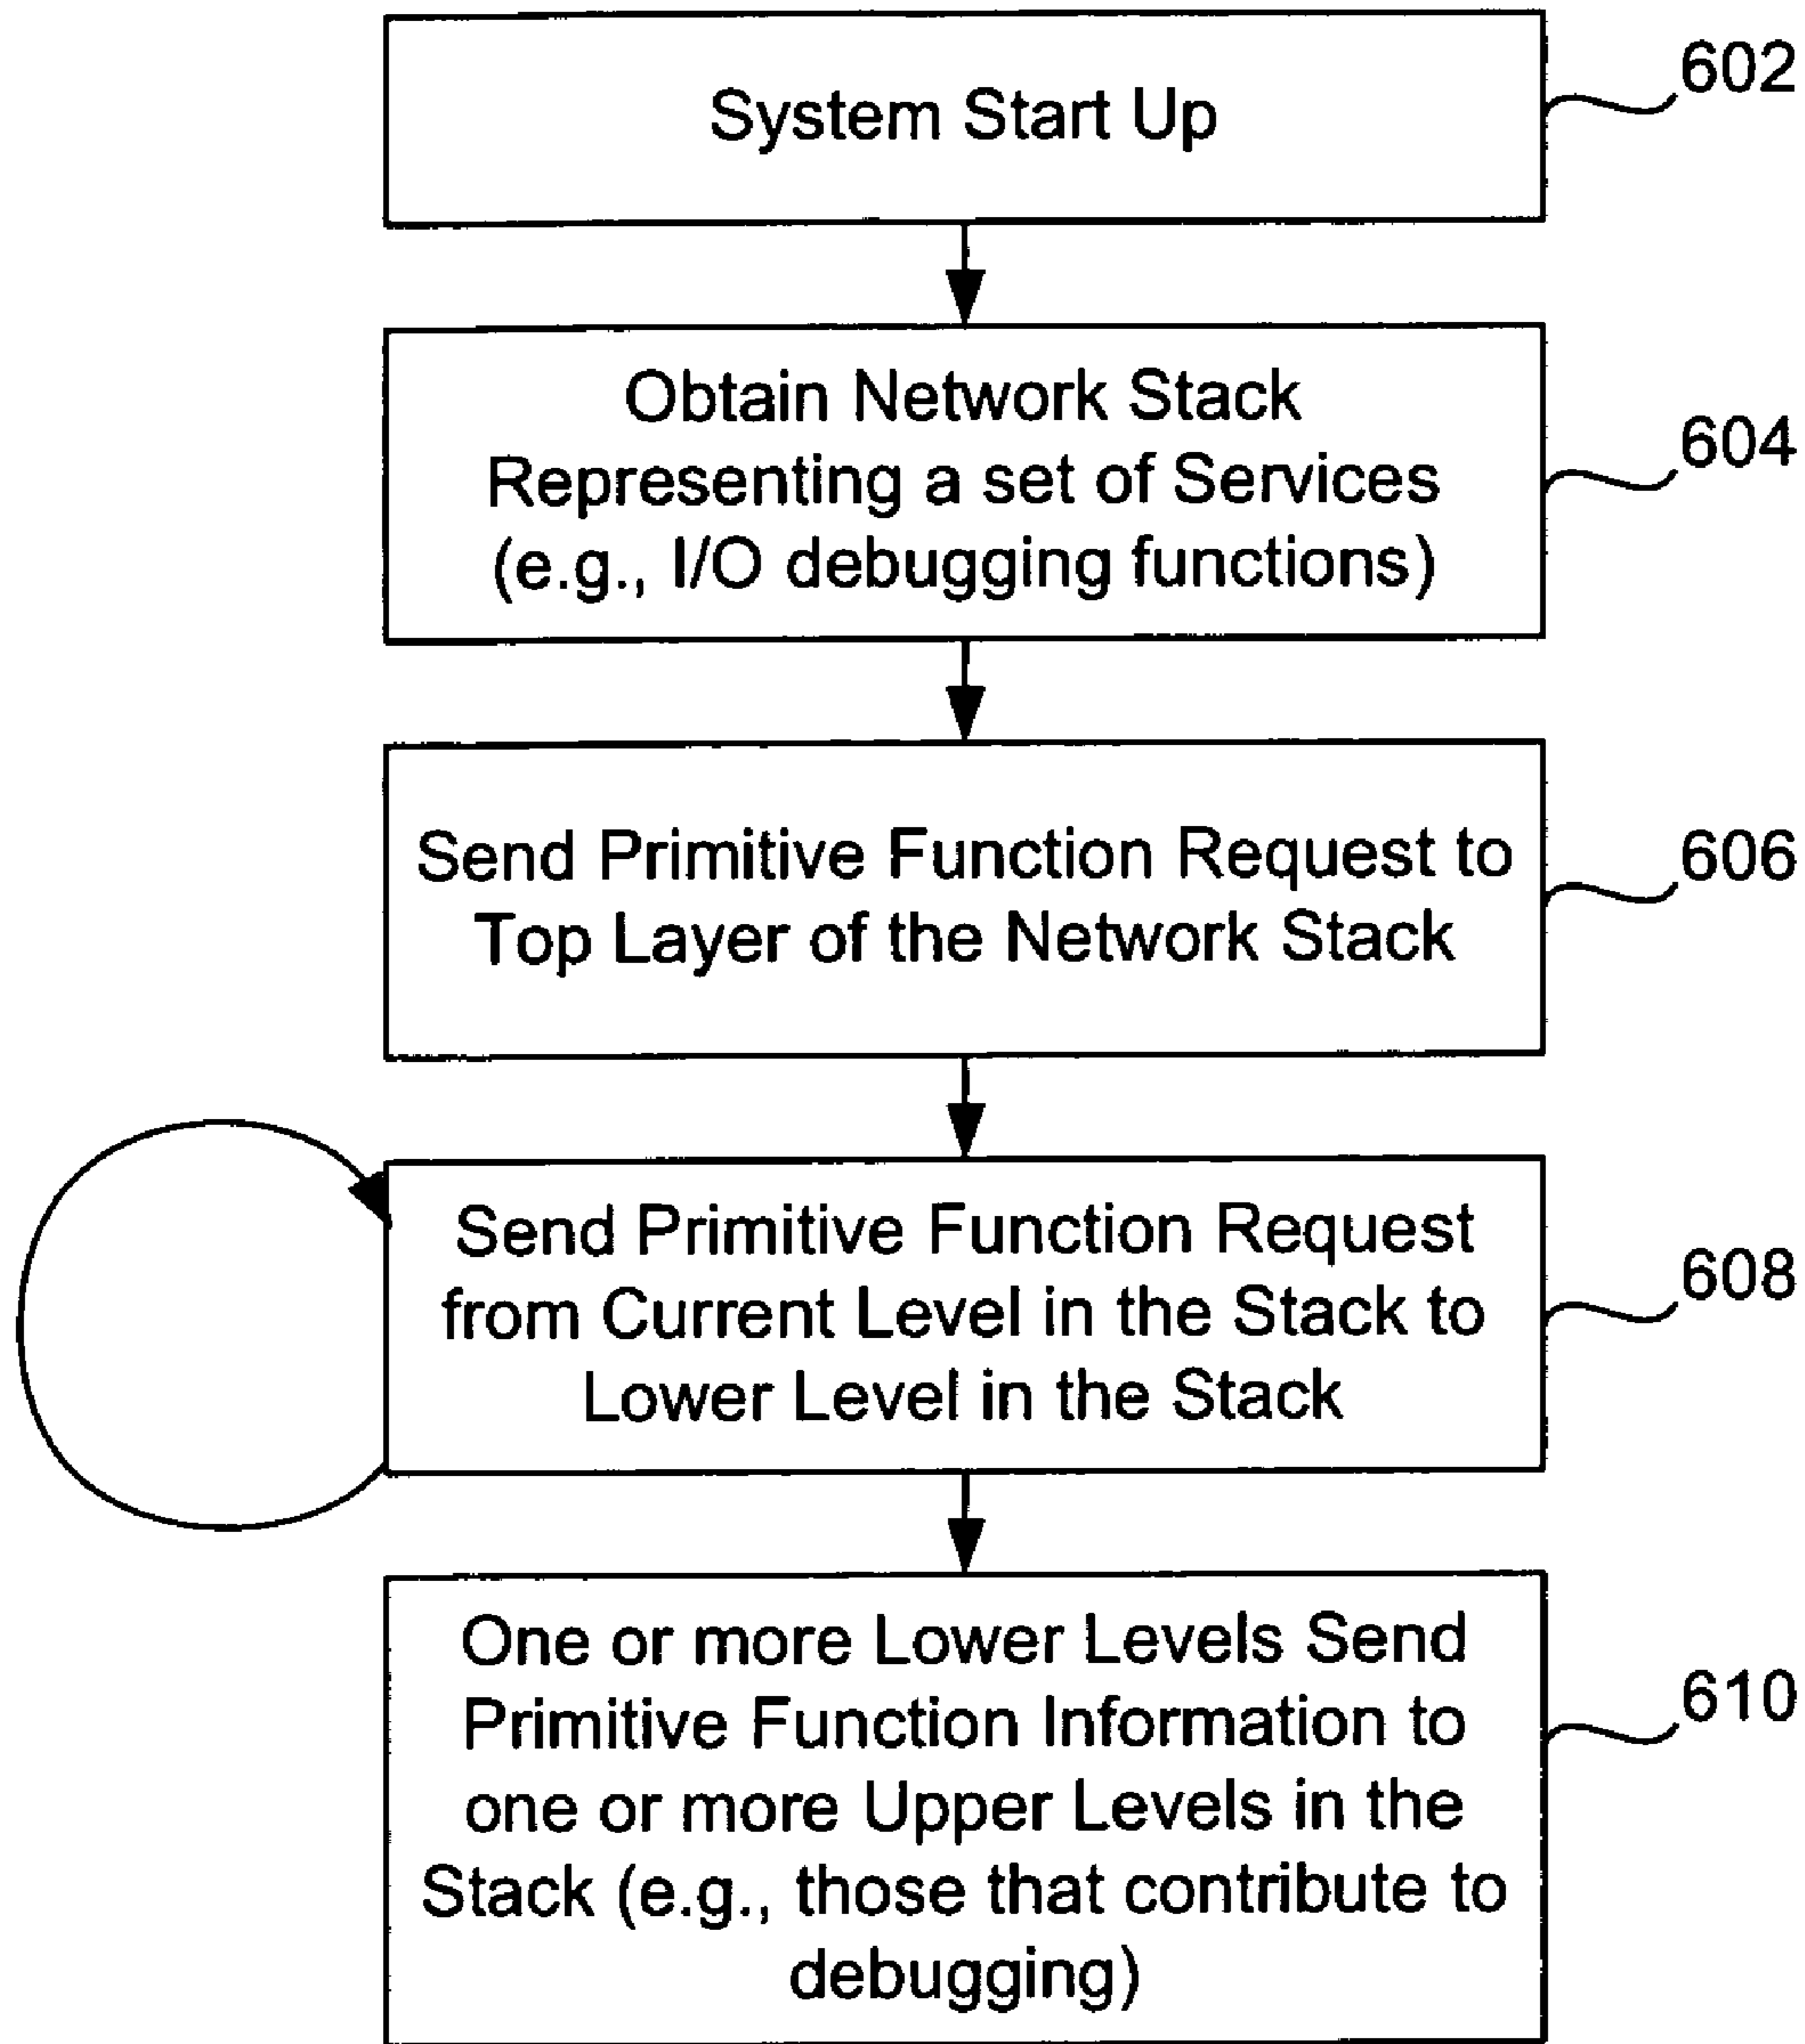 System Start Up
602
Obtain Network Stack
Representing a set of Services
(e.g., I/O debugging functions)
604
Send Primitive Function Request to
Top Layer of the Network Stack
606
Send Primitive Function Request
from Current Level in the Stack to
Lower Level in the Stack
608
One or more Lower Levels Send
Primitive Function Information to
one or more Upper Levels in the
Stack (e.g., those that contribute to
debugging)
610